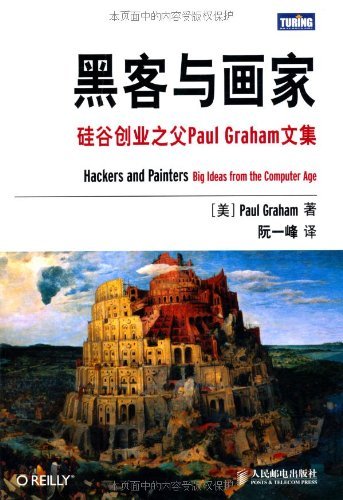 本页面中的内容受版权保护
TURING
黑客与画家
硅谷创业之父Paul Graham文集
Hackers and Painters Big Ideas from the Computer Age
[美] Paul Graham 著
阮一峰 译
O'REILLY
人民邮电出版社
POSTS & TELECOM PRESS
本页面中的内容受版权保护